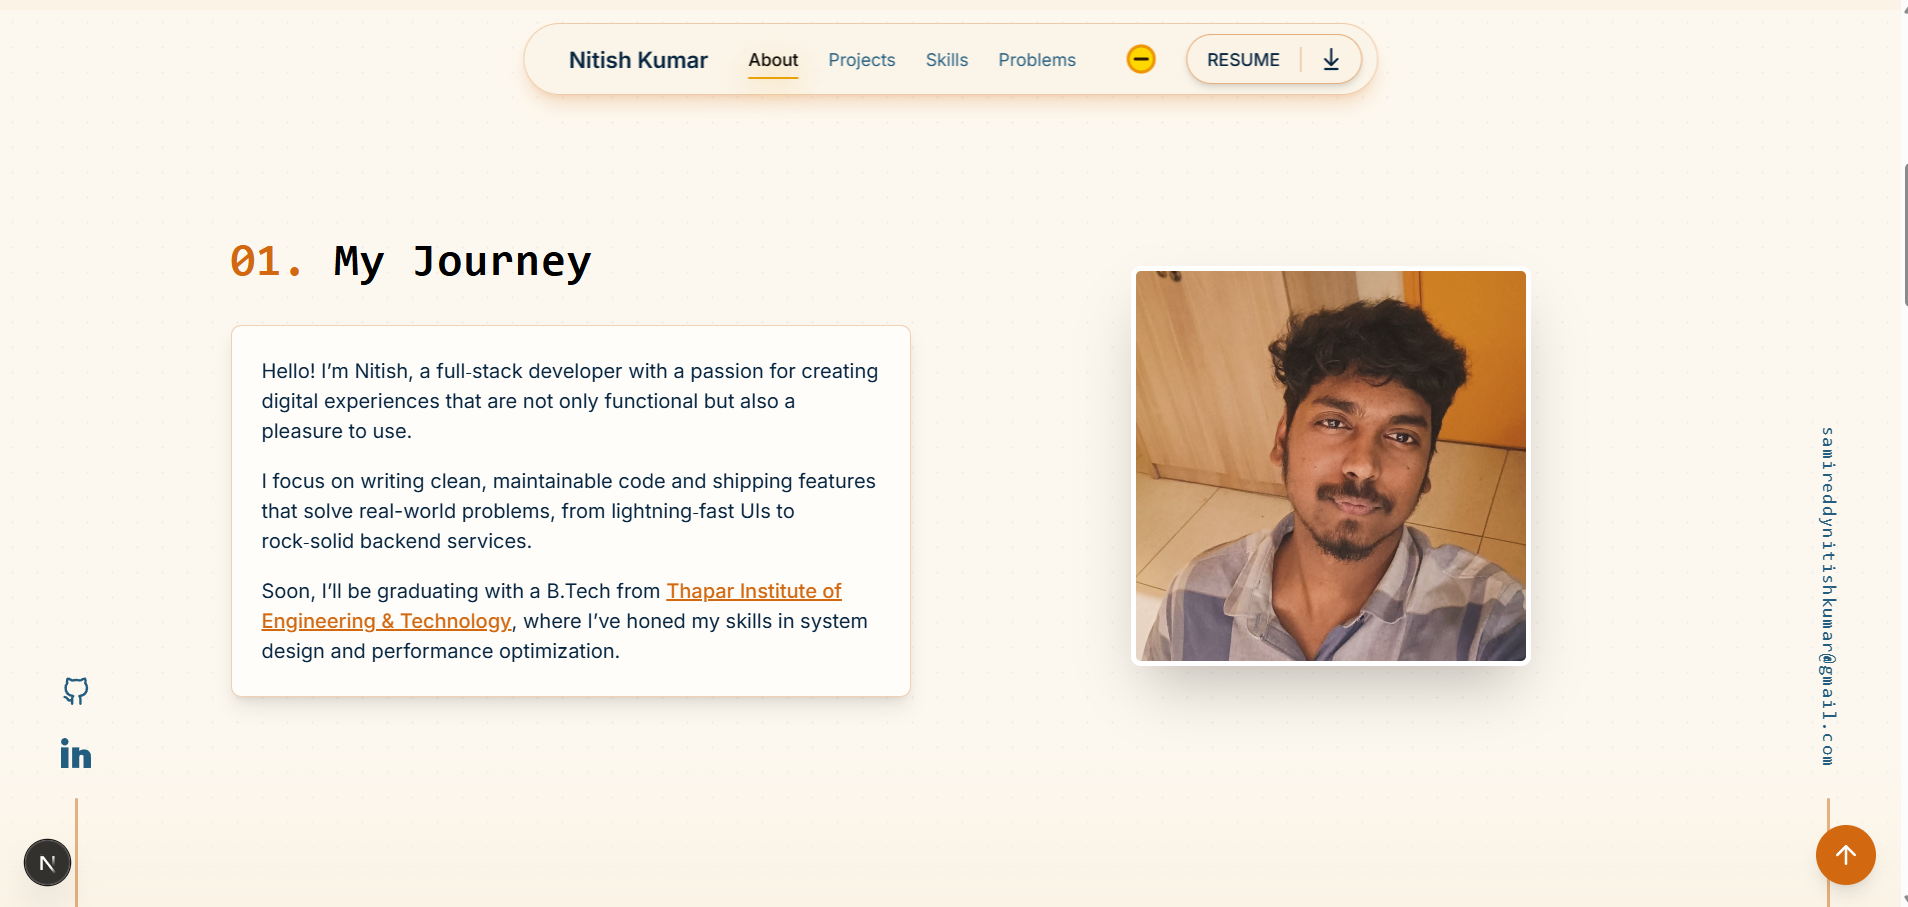 Nitish Kumar About Projects Skills Problems RESUME
01. My Journey
Hello! I’m Nitish, a full-stack developer with a passion for creating
digital experiences that are not only functional but also a
pleasure to use.
I focus on writing clean, maintainable code and shipping features
that solve real-world problems, from lightning-fast UIs to
rock-solid backend services.
Soon, I’ll be graduating with a B.Tech from Thapar Institute of
Engineering & Technology, where I’ve honed my skills in system
design and performance optimization.
samireddynitishkumar@gmail.com
in
N